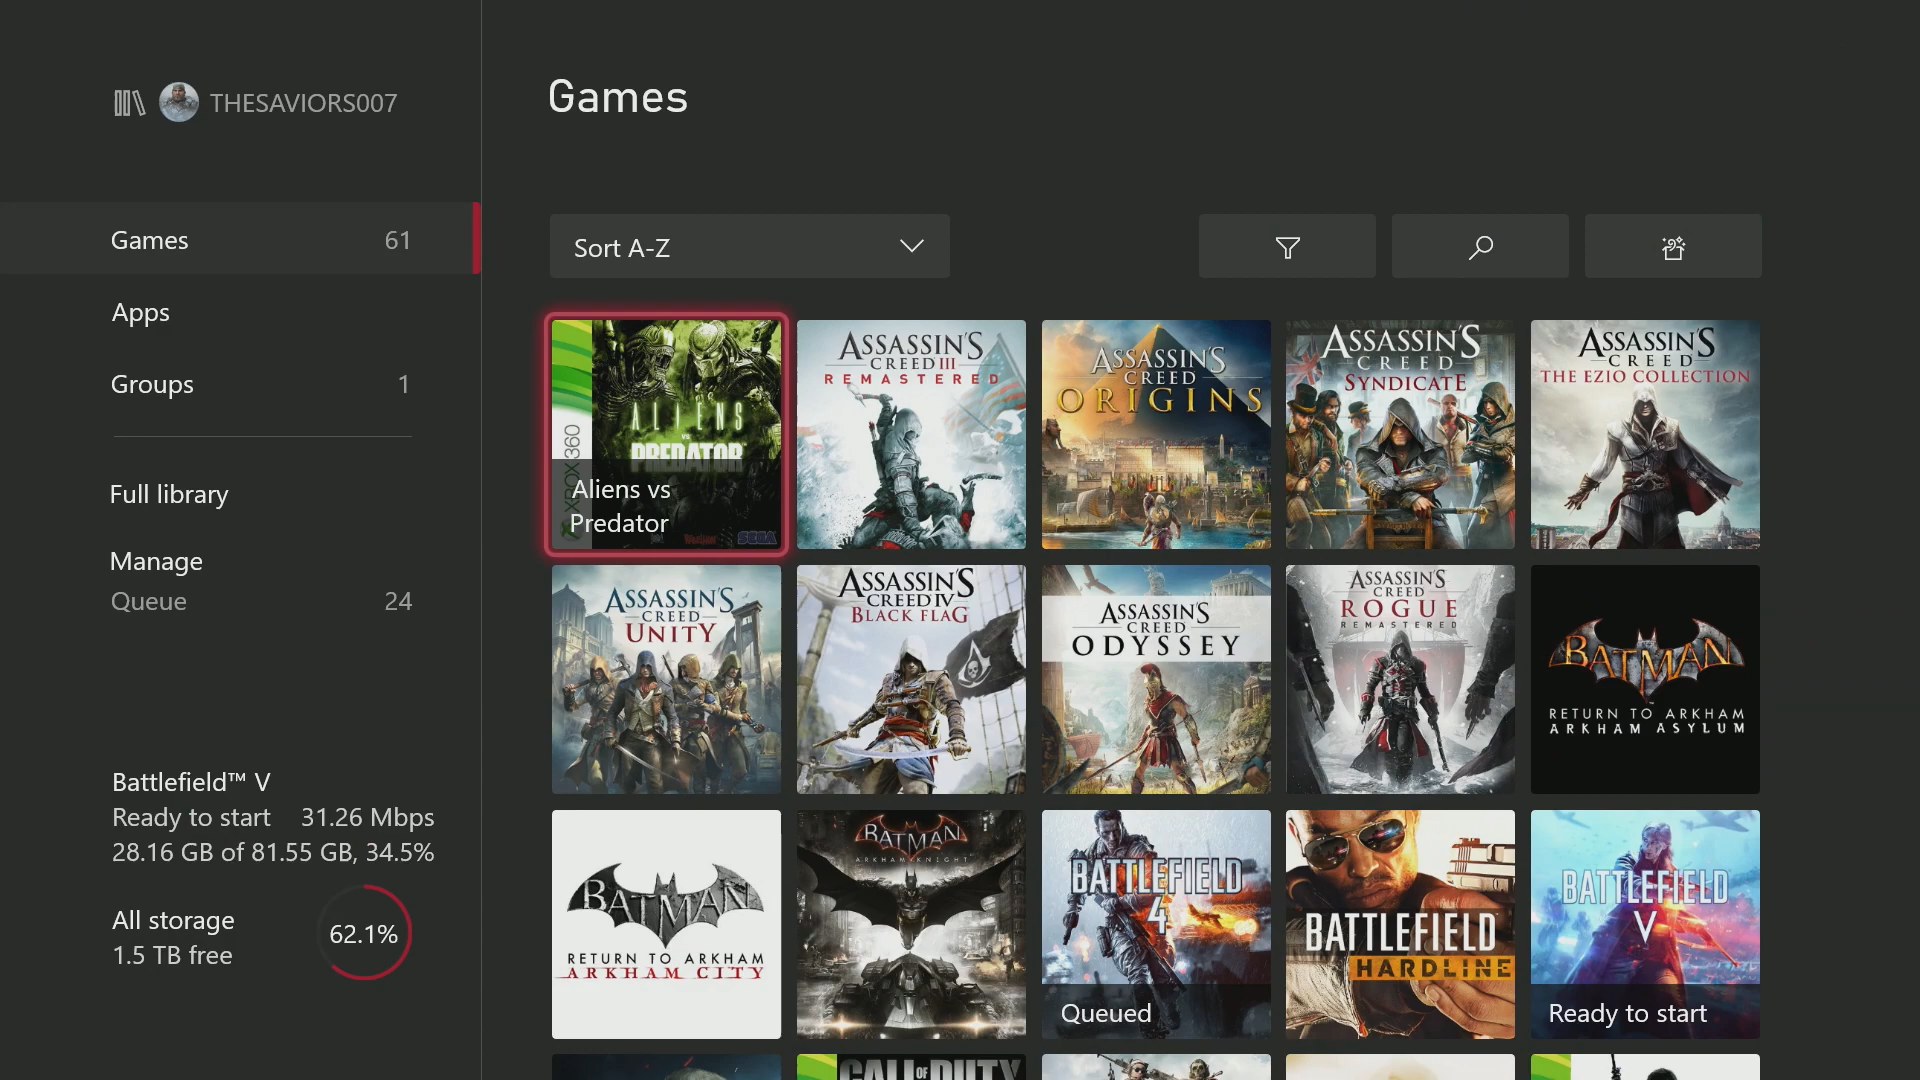 THESAVIORS007
Games 61
Apps
Groups 1
Full library
Manage
Queue 24
Battlefield™ V
Ready to start 31.26 Mbps
28.16 GB of 81.55 GB, 34.5%
All storage
1.5 TB free
62.1%
Games
Sort A-Z
XBOX 360
ALIENS
VS
PREDATOR
Aliens vs
Predator
SEGA
ASSASSIN'S
CREED III
REMASTERED
ASSASSIN'S
CREED
ORIGINS
ASSASSIN'S
CREED
SYNDICATE
ASSASSIN'S
CREED
THE EZIO COLLECTION
ASSASSIN'S
CREED
UNITY
ASSASSIN'S
CREED IV
BLACK FLAG
ASSASSIN'S
CREED
ODYSSEY
ASSASSIN'S
CREED
ROGUE
REMASTERED
BATMAN
RETURN TO ARKHAM
ARKHAM ASYLUM
BATMAN
RETURN TO ARKHAM
ARKHAM CITY
BATMAN
ARKHAM KNIGHT
BATTLEFIELD
4
Queued
BATTLEFIELD
HARDLINE
BATTLEFIELD
V
Ready to start
CALL OF DUTY